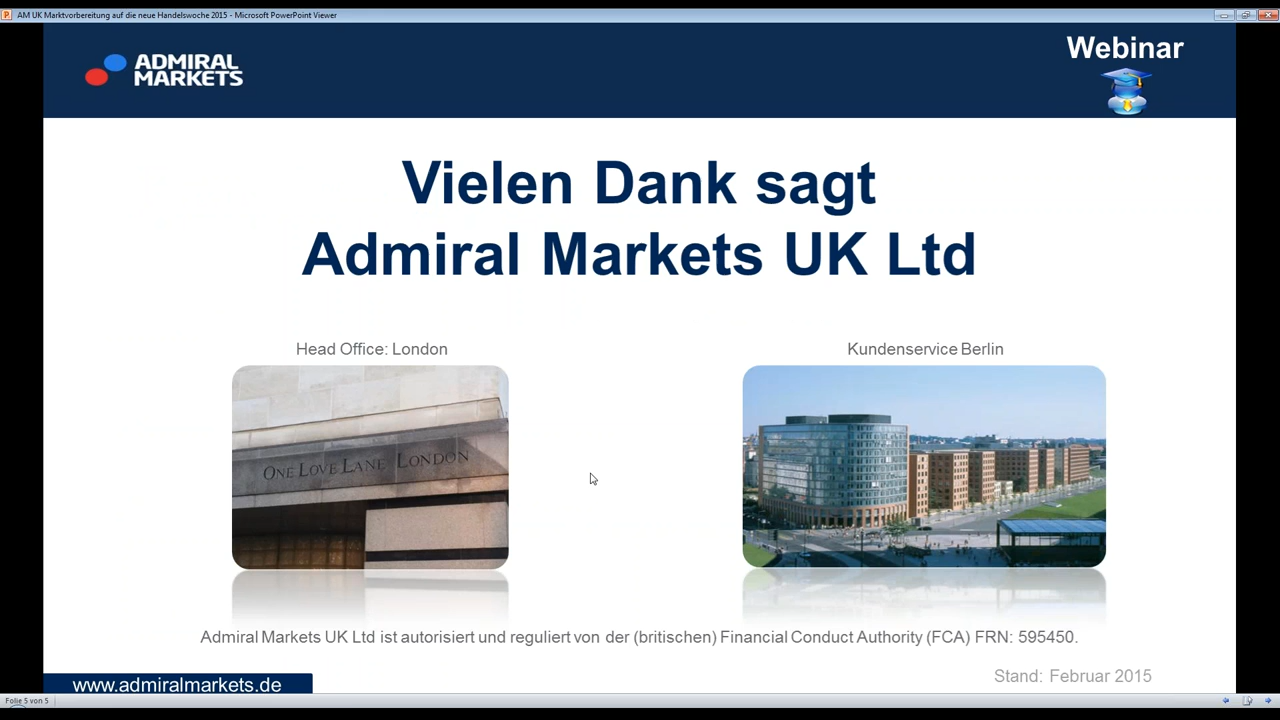 AM UK Marktvorbereitung auf die neue Handelswoche 2015 - Microsoft PowerPoint Viewer
ADMIRAL
MARKETS
Webinar
Vielen Dank sagt
Admiral Markets UK Ltd
Head Office: London
Kundenservice Berlin
ONE LOVE LANE LONDON
Admiral Markets UK Ltd ist autorisiert und reguliert von der (britischen) Financial Conduct Authority (FCA) FRN: 595450.
Stand: Februar 2015
www.admiralmarkets.de
Folie 5 von 5